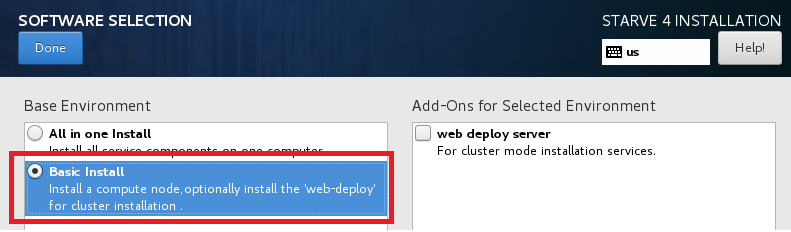 SOFTWARE SELECTION
STARVE 4 INSTALLATION
Done
us
Help!
Base Environment
Add-Ons for Selected Environment
All in one Install
Install all service components on one computer
web deploy server
For cluster mode installation services.
Basic Install
Install a compute node,optionally install the 'web-deploy'
for cluster installation .